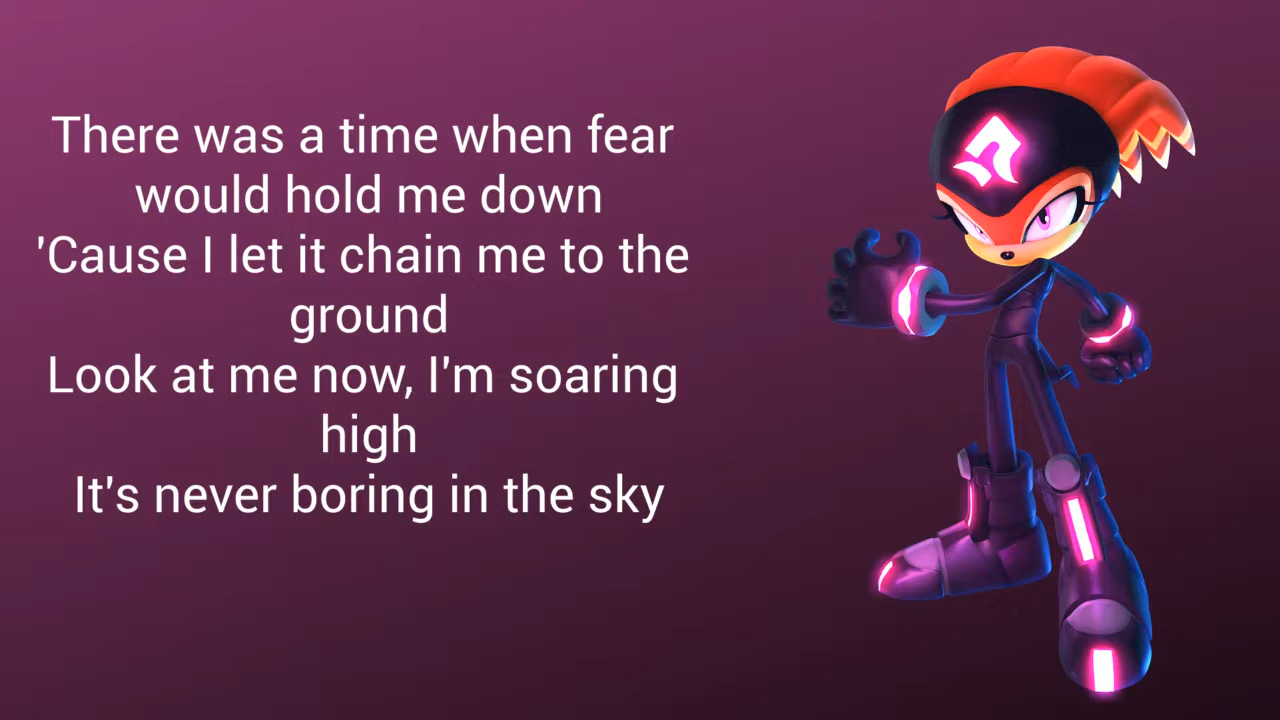 There was a time when fear
would hold me down
'Cause I let it chain me to the
ground
Look at me now, I'm soaring
high
It's never boring in the sky